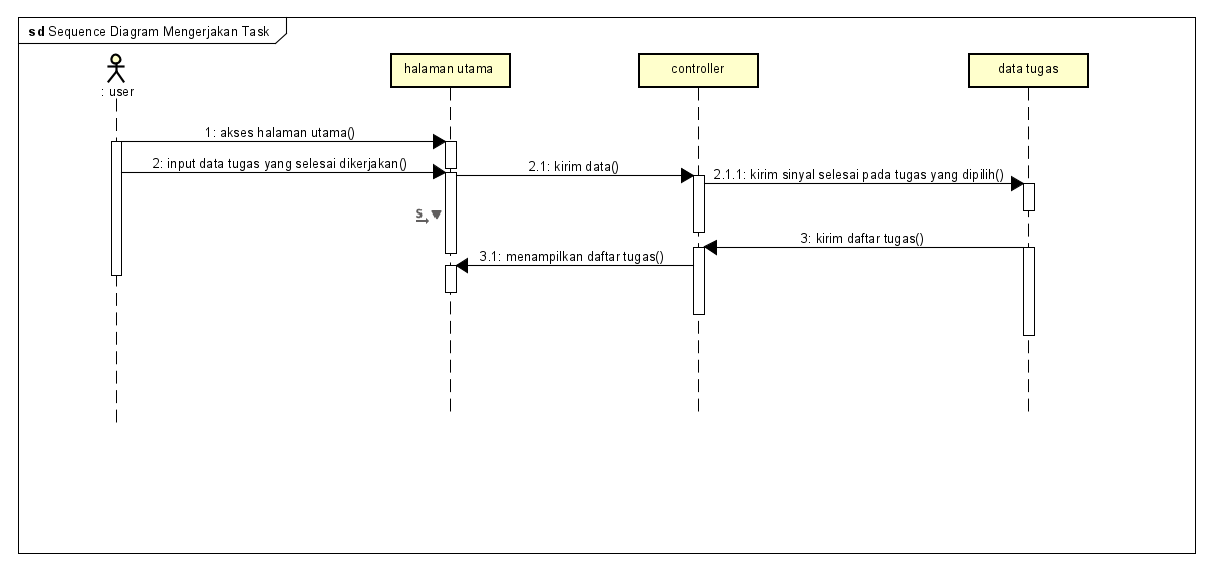 sd Sequence Diagram Mengerjakan Task
: user
halaman utama
controller
data tugas
1: akses halaman utama()
2: input data tugas yang selesai dikerjakan()
2.1: kirim data()
2.1.1: kirim sinyal selesai pada tugas yang dipilih()
S
3: kirim daftar tugas()
3.1: menampilkan daftar tugas()